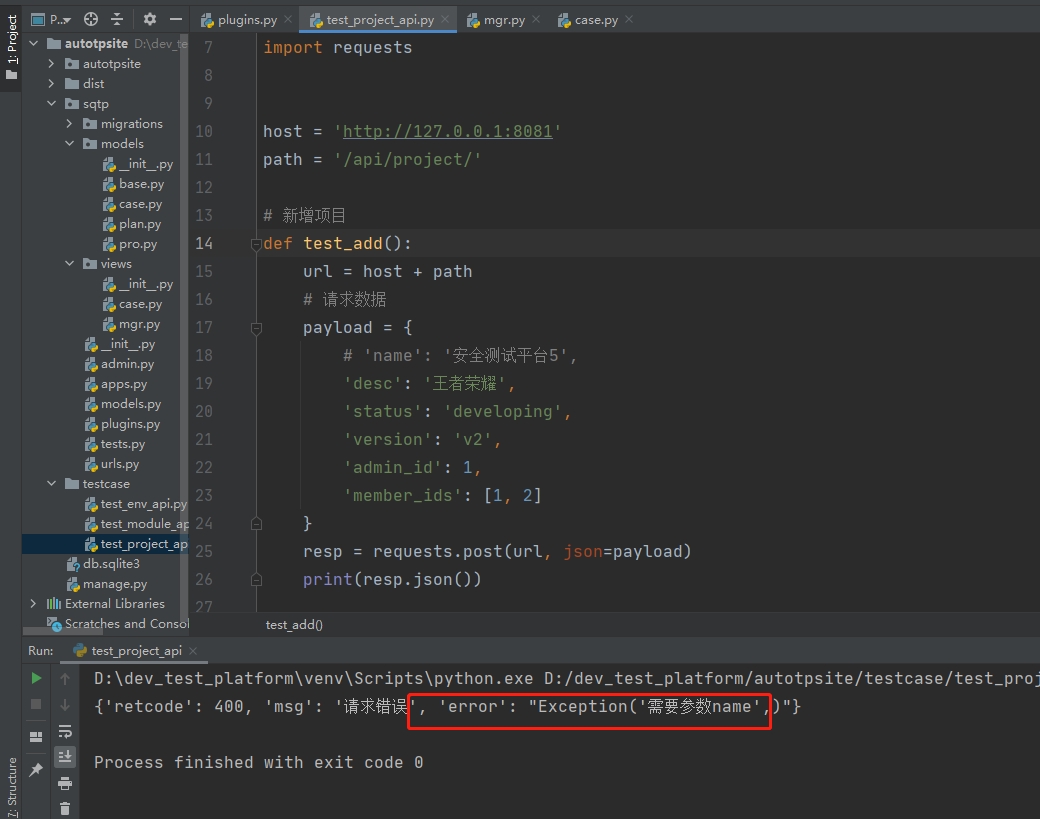 1: Project
P...
plugins.py
test_project_api.py
mgr.py
case.py
autotpsite D:\dev_te
autotpsite
dist
sqtp
migrations
models
__init__.py
base.py
case.py
plan.py
pro.py
views
__init__.py
case.py
mgr.py
__init__.py
admin.py
apps.py
models.py
plugins.py
tests.py
urls.py
testcase
test_env_api.py
test_module_ap
test_project_ap
db.sqlite3
manage.py
External Libraries
Scratches and Consol
7 import requests
8
9
10 host = 'http://127.0.0.1:8081'
11 path = '/api/project/'
12
13 # 新增项目
14 def test_add():
15 url = host + path
16 # 请求数据
17 payload = {
18 # 'name': '安全测试平台5',
19 'desc': '王者荣耀',
20 'status': 'developing',
21 'version': 'v2',
22 'admin_id': 1,
23 'member_ids': [1, 2]
24 }
25 resp = requests.post(url, json=payload)
26 print(resp.json())
27
test_add()
Run: test_project_api
D:\dev_test_platform\venv\Scripts\python.exe D:/dev_test_platform/autotpsite/testcase/test_proj
{'retcode': 400, 'msg': '请求错误', 'error': "Exception('需要参数name',)"}
Process finished with exit code 0
7: Structure